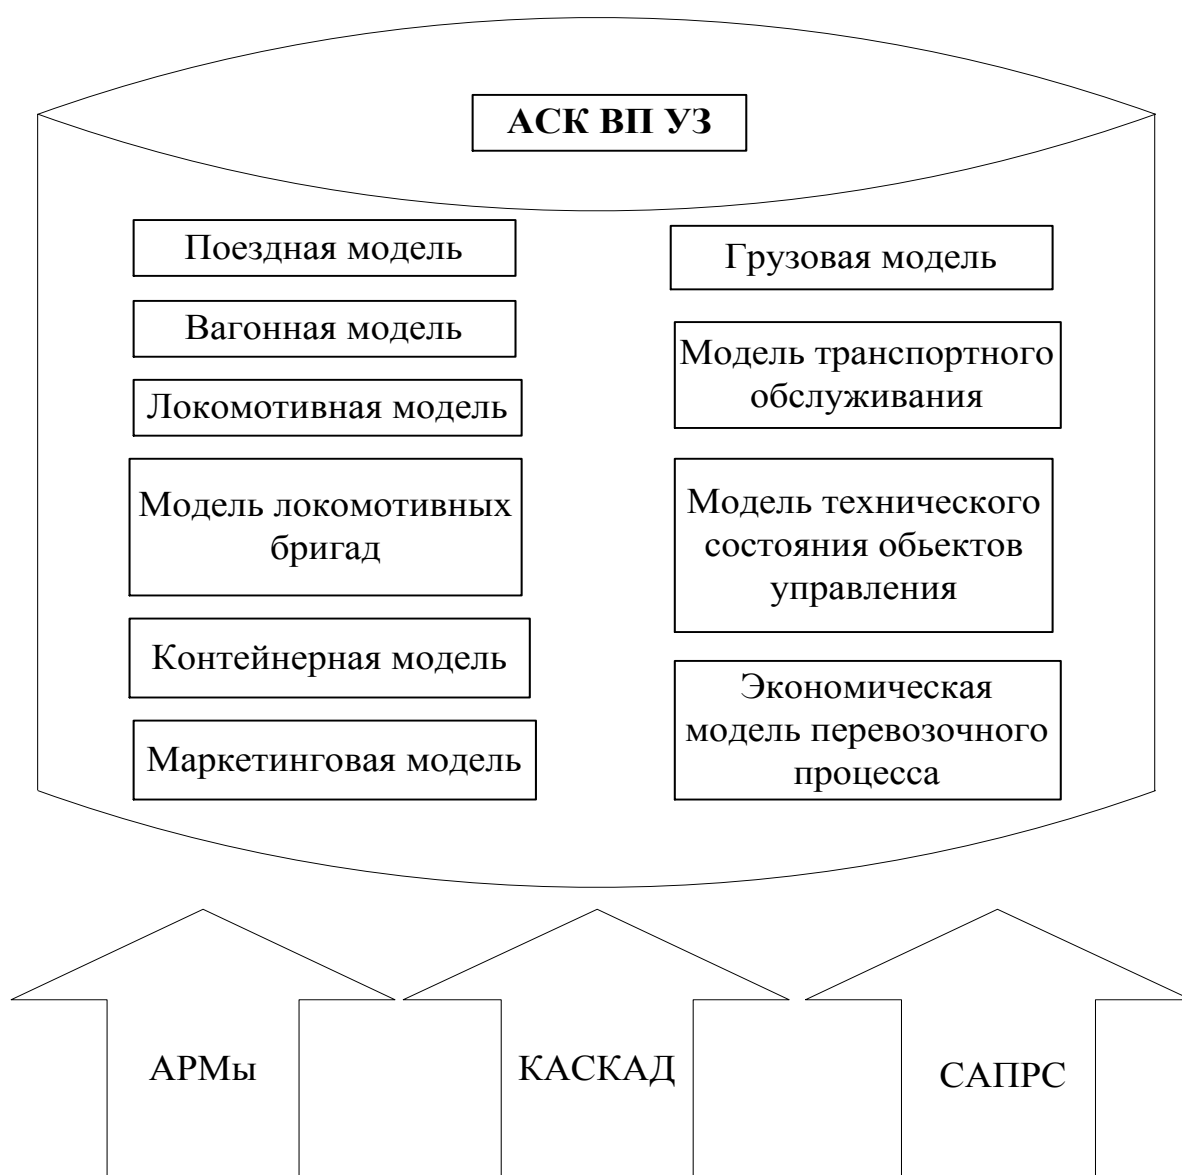 АСК ВП УЗ
Поездная модель
Вагонная модель
Локомотивная модель
Модель локомотивных
бригад
Контейнерная модель
Маркетинговая модель
Грузовая модель
Модель транспортного
обслуживания
Модель технического
состояния обьектов
управления
Экономическая
модель перевозочного
процесса
АРМы
КАСКАД
САПРС